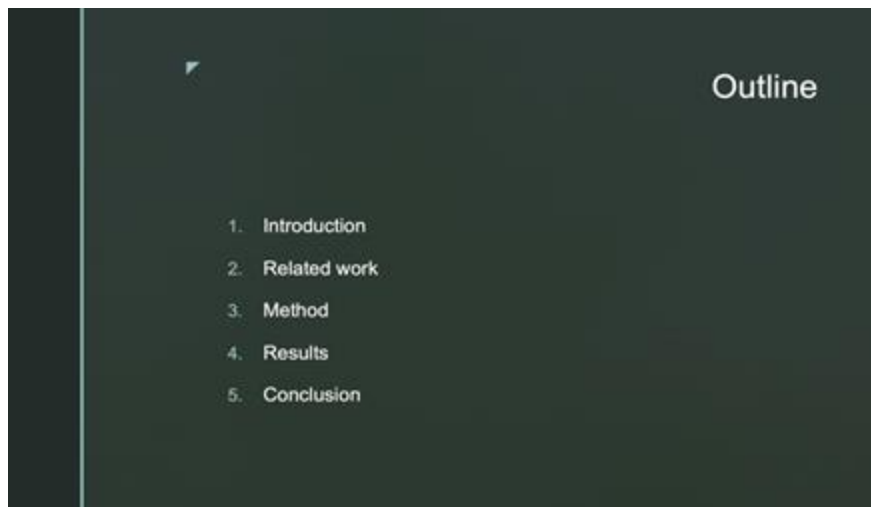 Outline
1. Introduction
2. Related work
3. Method
4. Results
5. Conclusion